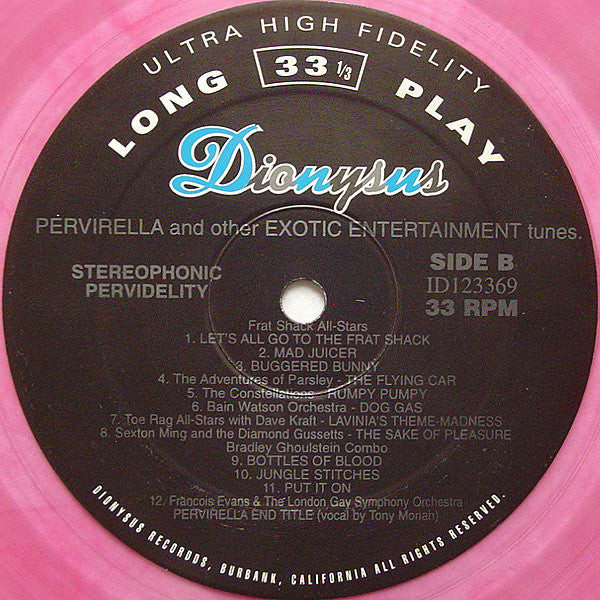 ULTRA HIGH FIDELITY
LONG 33 1/3 PLAY
Dionysus
PERVIRELLA and other EXOTIC ENTERTAINMENT tunes.
STEREOPHONIC
PERVIDELITY
SIDE B
ID123369
33 RPM
Frat Shack All-Stars
1. LET'S ALL GO TO THE FRAT SHACK
2. MAD JUICER
3. BUGGERED BUNNY
4. The Adventures of Parsley - THE FLYING CAR
5. The Constellations - RUMPY PUMPY
6. Bain Watson Orchestra - DOG GAS
7. Toe Rag All-Stars with Dave Kraft - LAVINIA'S THEME-MADNESS
8. Sexton Ming and the Diamond Gussetts - THE SAKE OF PLEASURE
Bradley Ghoulstein Combo
9. BOTTLES OF BLOOD
10. JUNGLE STITCHES
11. PUT IT ON
12. Francois Evans & The London Gay Symphony Orchestra
PERVIRELLA END TITLE (vocal by Tony Moriah)
DIONYSUS RECORDS, BURBANK, CALIFORNIA ALL RIGHTS RESERVED.